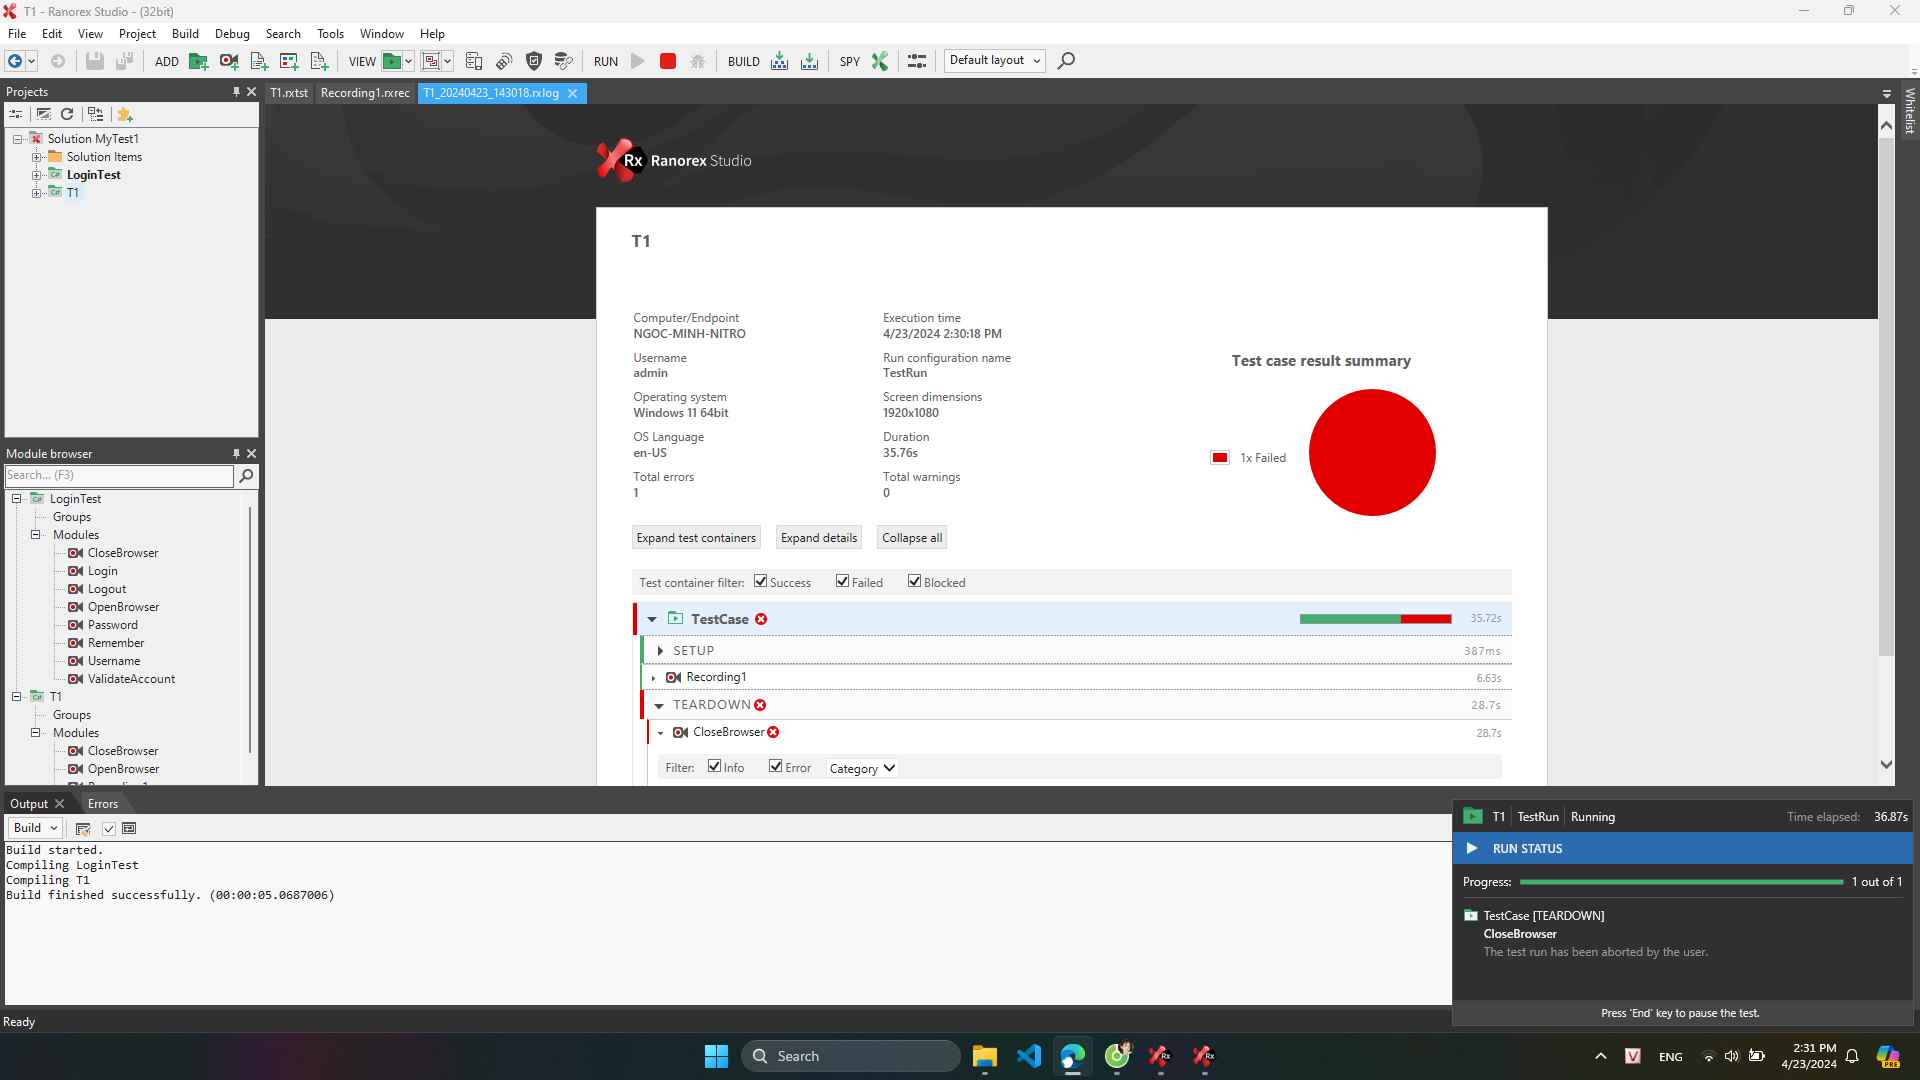 T1 - Ranorex Studio - (32bit)
File Edit View Project Build Debug Search Tools Window Help
ADD VIEW RUN BUILD SPY Default layout
Projects
Solution MyTest1
Solution Items
LoginTest
T1
Module browser
Search... (F3)
LoginTest
Groups
Modules
CloseBrowser
Login
Logout
OpenBrowser
Password
Remember
Username
ValidateAccount
T1
Groups
Modules
CloseBrowser
OpenBrowser
T1.rxtst Recording1.rxrec T1_20240423_143018.rxlog
Whitelist
Rx Ranorex Studio
T1
Computer/Endpoint
NGOC-MINH-NITRO
Execution time
4/23/2024 2:30:18 PM
Username
admin
Run configuration name
TestRun
Operating system
Windows 11 64bit
Screen dimensions
1920x1080
OS Language
en-US
Duration
35.76s
Total errors
1
Total warnings
0
Test case result summary
1x Failed
Expand test containers Expand details Collapse all
Test container filter: Success Failed Blocked
TestCase 35.72s
SETUP 387ms
Recording1 6.63s
TEARDOWN 28.7s
CloseBrowser 28.7s
Filter: Info Error Category
Output Errors
Build
Build started.
Compiling LoginTest
Compiling T1
Build finished successfully. (00:00:05.0687006)
T1 TestRun Running Time elapsed: 36.87s
RUN STATUS
Progress: 1 out of 1
TestCase [TEARDOWN]
CloseBrowser
The test run has been aborted by the user.
Press 'End' key to pause the test.
Ready
Search
Rx
Rx
V
ENG
2:31 PM
4/23/2024
PRE